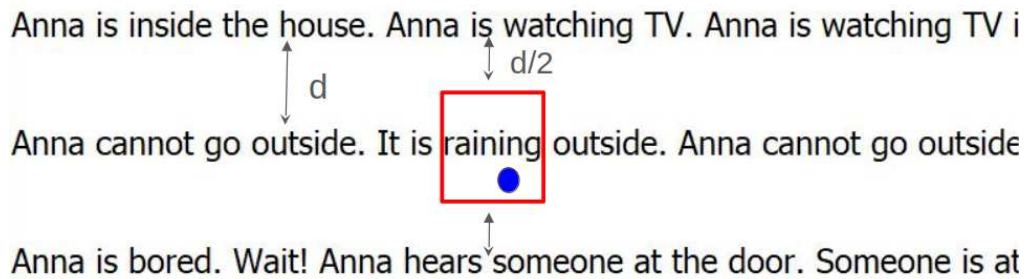 Anna is inside the house. Anna is watching TV. Anna is watching TV i
d/2
d
Anna cannot go outside. It is raining outside. Anna cannot go outside
Anna is bored. Wait! Anna hears someone at the door. Someone is at